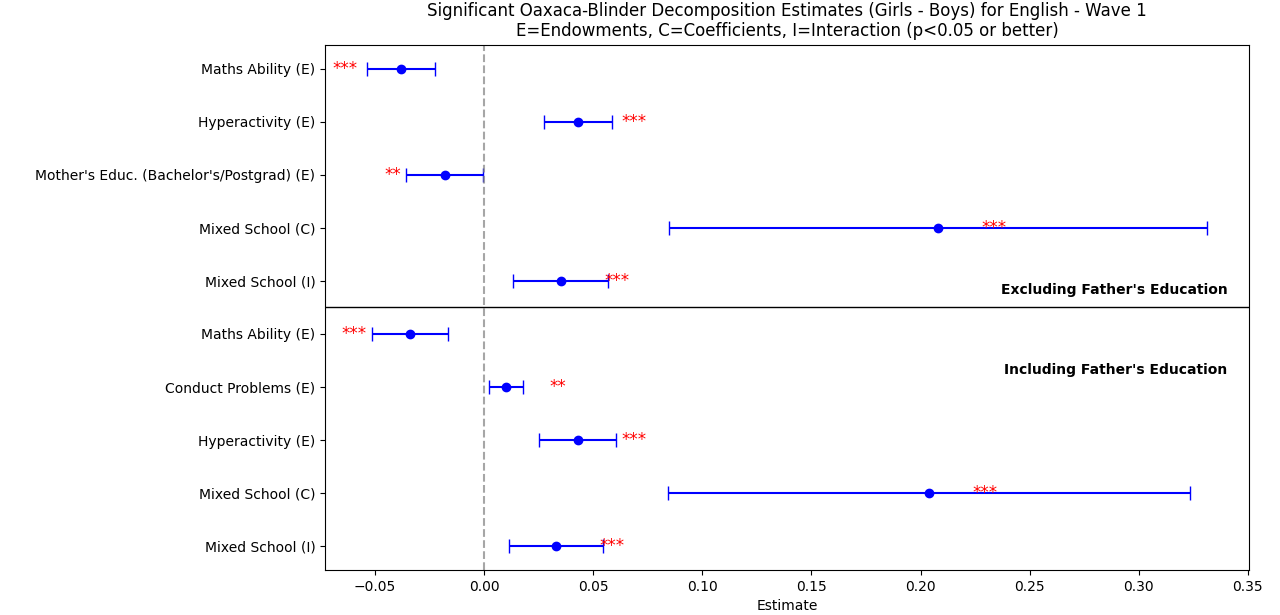 Significant Oaxaca-Blinder Decomposition Estimates (Girls - Boys) for English - Wave 1
E=Endowments, C=Coefficients, I=Interaction (p<0.05 or better)
Maths Ability (E) ***
Hyperactivity (E) ***
Mother's Educ. (Bachelor's/Postgrad) (E) **
Mixed School (C) ***
Mixed School (I) ***
Excluding Father's Education
Maths Ability (E) ***
Including Father's Education
Conduct Problems (E) **
Hyperactivity (E) ***
Mixed School (C) ***
Mixed School (I) ***
−0.05 0.00 0.05 0.10 0.15 0.20 0.25 0.30 0.35
Estimate